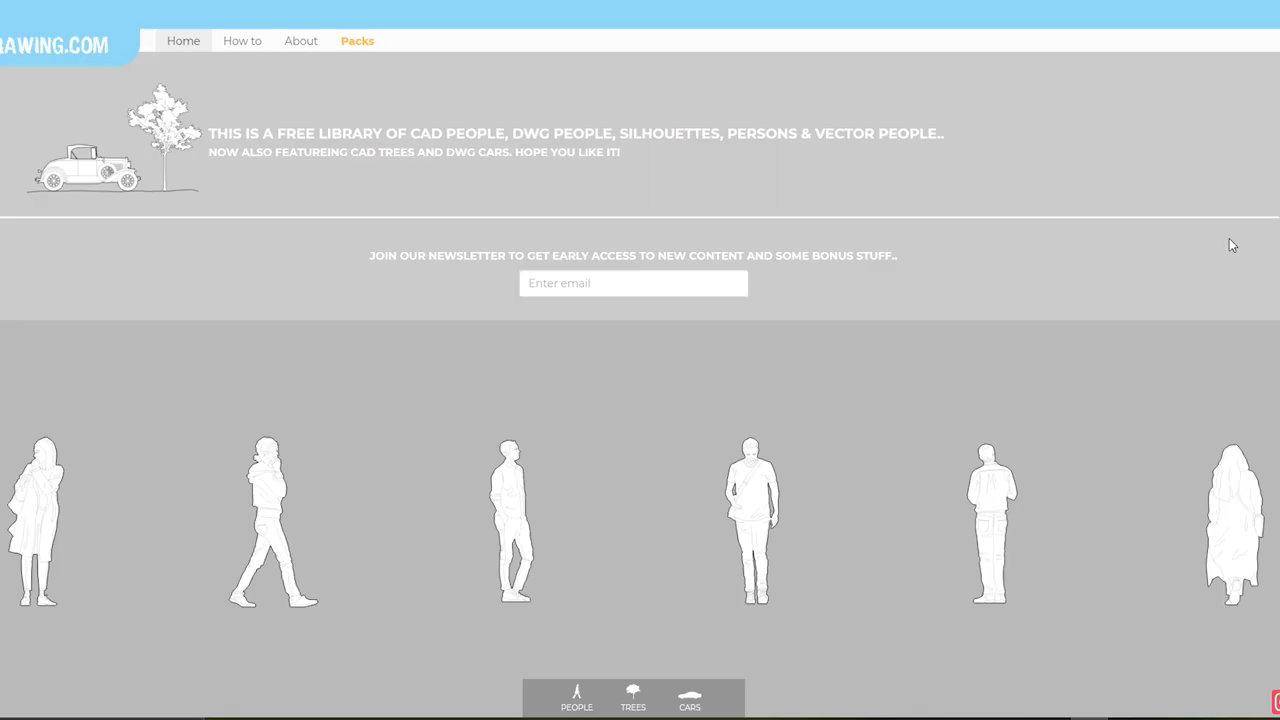 RAWING.COM
Home How to About Packs
THIS IS A FREE LIBRARY OF CAD PEOPLE, DWG PEOPLE, SILHOUETTES, PERSONS & VECTOR PEOPLE..
NOW ALSO FEATUREING CAD TREES AND DWG CARS. HOPE YOU LIKE IT!
JOIN OUR NEWSLETTER TO GET EARLY ACCESS TO NEW CONTENT AND SOME BONUS STUFF..
Enter email
PEOPLE TREES CARS